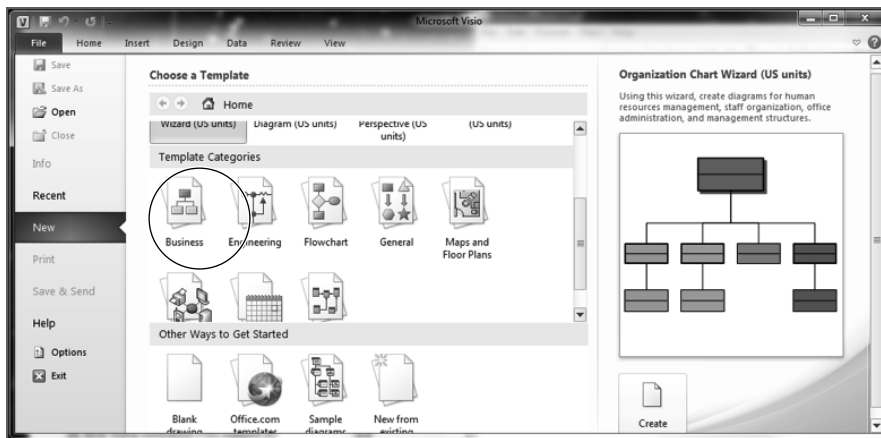 Microsoft Visio
File Home Insert Design Data Review View
Save
Save As
Open
Close
Info
Recent
New
Print
Save & Send
Help
Options
Exit
Choose a Template
Home
Wizard (US units) Diagram (US units) Perspective (US (US units)
units)
Template Categories
Business Engineering Flowchart General Maps and
Floor Plans
Other Ways to Get Started
Blank Office.com Sample New from
drawing templates diagrams existing
Organization Chart Wizard (US units)
Using this wizard, create diagrams for human
resources management, staff organization, office
administration, and management structures.
Create